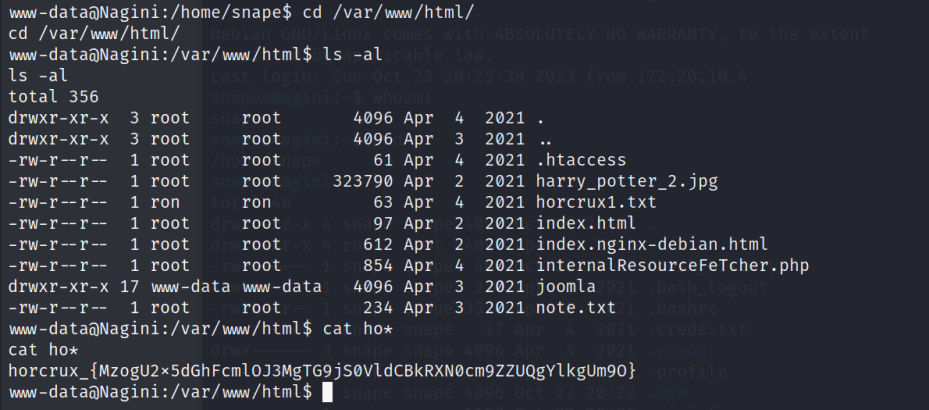 www-data@Nagini:/home/snape$ cd /var/www/html/
cd /var/www/html/
www-data@Nagini:/var/www/html$ ls -al
ls -al
total 356
drwxr-xr-x  3 root     root       4096 Apr  4  2021 .
drwxr-xr-x  3 root     root       4096 Apr  3  2021 ..
-rw-r--r--  1 root     root         61 Apr  4  2021 .htaccess
-rw-r--r--  1 root     root     323790 Apr  2  2021 harry_potter_2.jpg
-rw-r--r--  1 ron      ron          63 Apr  4  2021 horcrux1.txt
-rw-r--r--  1 root     root         97 Apr  2  2021 index.html
-rw-r--r--  1 root     root        612 Apr  2  2021 index.nginx-debian.html
-rw-r--r--  1 root     root        854 Apr  4  2021 internalResourceFeTcher.php
drwxr-xr-x 17 www-data www-data   4096 Apr  3  2021 joomla
-rw-r--r--  1 root     root        234 Apr  3  2021 note.txt
www-data@Nagini:/var/www/html$ cat ho*
cat ho*
horcrux_{MzogU2x5dGhFcmlOJ3MgTG9jS0VldCBkRXN0cm9ZZUQgYlkgUm9O}
www-data@Nagini:/var/www/html$